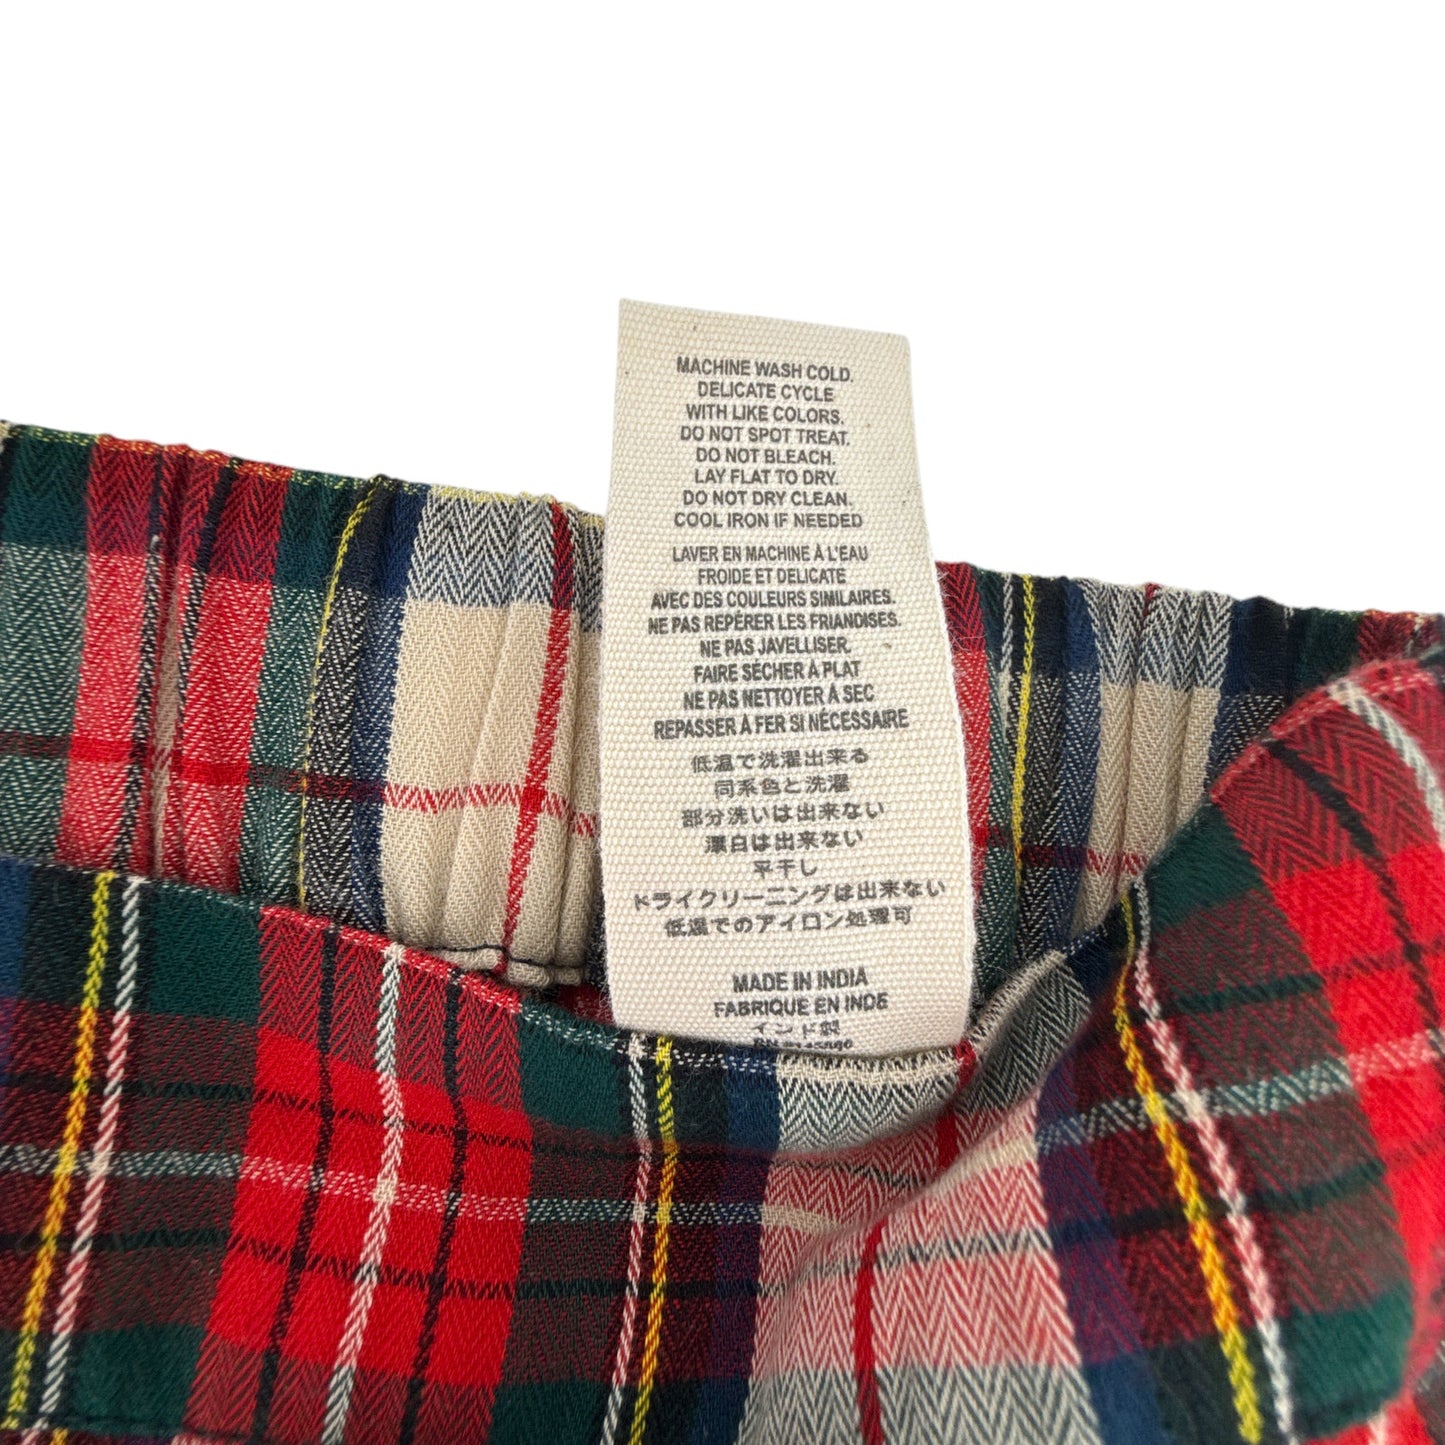 MACHINE WASH COLD.
DELICATE CYCLE
WITH LIKE COLORS.
DO NOT SPOT TREAT.
DO NOT BLEACH.
LAY FLAT TO DRY.
DO NOT DRY CLEAN.
COOL IRON IF NEEDED
LAVER EN MACHINE À L'EAU
FROIDE ET DELICATE
AVEC DES COULEURS SIMILAIRES.
NE PAS REPÉRER LES FRIANDISES.
NE PAS JAVELLISER.
FAIRE SÉCHER À PLAT
NE PAS NETTOYER À SEC
REPASSER À FER SI NÉCESSAIRE
低温で洗濯出来る
同系色と洗濯
部分洗いは出来ない
漂白は出来ない
平干し
ドライクリーニングは出来ない
低温でのアイロン処理可
MADE IN INDIA
FABRIQUE EN INDE
インド製